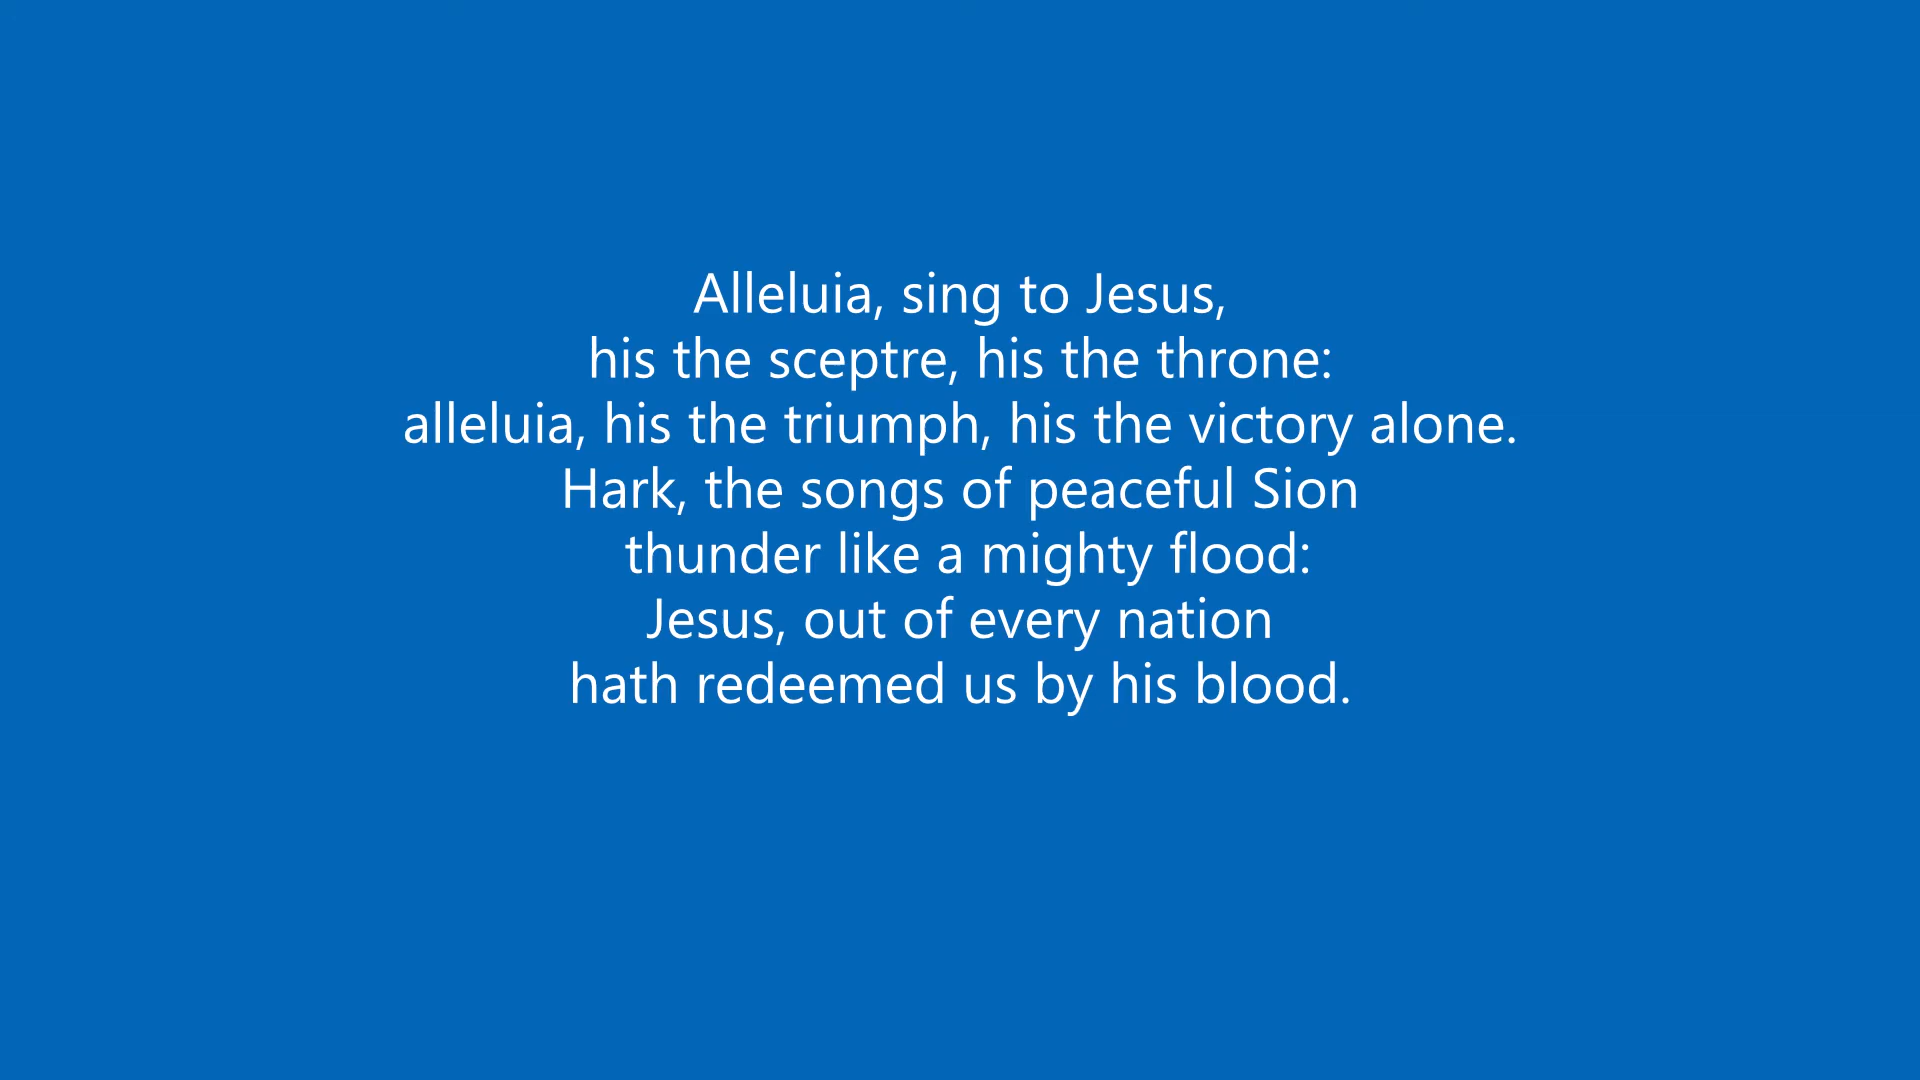 Alleluia, sing to Jesus,
his the sceptre, his the throne:
alleluia, his the triumph, his the victory alone.
Hark, the songs of peaceful Sion
thunder like a mighty flood:
Jesus, out of every nation
hath redeemed us by his blood.